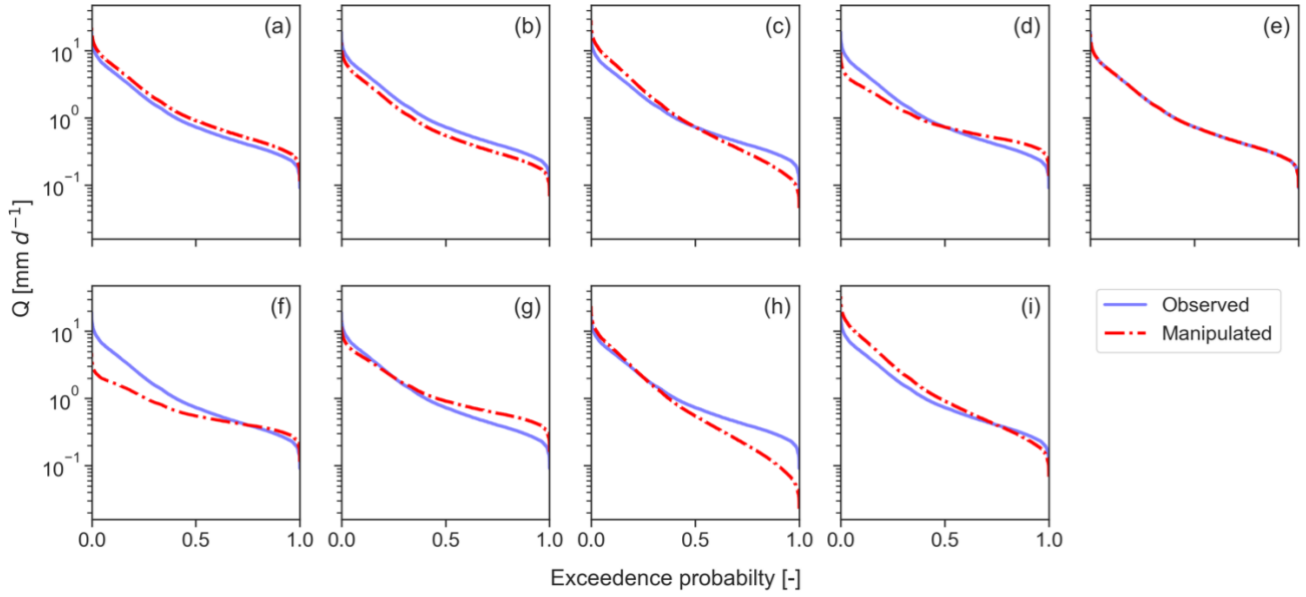 (a) (b) (c) (d) (e)
10¹
10⁰
10⁻¹
Q [mm d⁻¹]
(f) (g) (h) (i)
Observed
Manipulated
10¹
10⁰
10⁻¹
0.0 0.5 1.0 0.0 0.5 1.0 0.0 0.5 1.0 0.0 0.5 1.0
Exceedence probabilty [-]